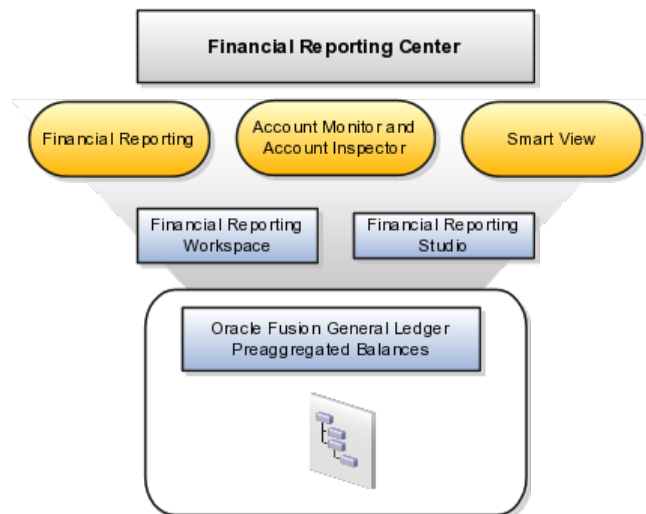 Financial Reporting Center
Financial Reporting
Account Monitor and
Account Inspector
Smart View
Financial Reporting
Workspace
Financial Reporting
Studio
Oracle Fusion General Ledger
Preaggregated Balances